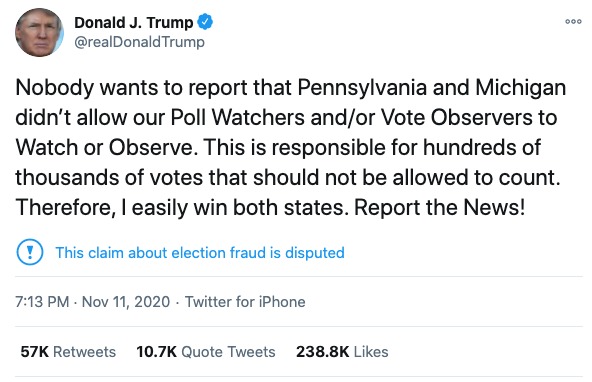 Donald J. Trump
@realDonaldTrump
Nobody wants to report that Pennsylvania and Michigan
didn’t allow our Poll Watchers and/or Vote Observers to
Watch or Observe. This is responsible for hundreds of
thousands of votes that should not be allowed to count.
Therefore, I easily win both states. Report the News!
This claim about election fraud is disputed
7:13 PM · Nov 11, 2020 · Twitter for iPhone
57K Retweets 10.7K Quote Tweets 238.8K Likes